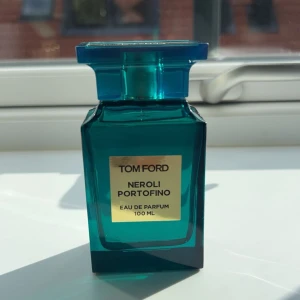 TOM FORD
NEROLI
PORTOFINO
EAU DE PARFUM
100 ML